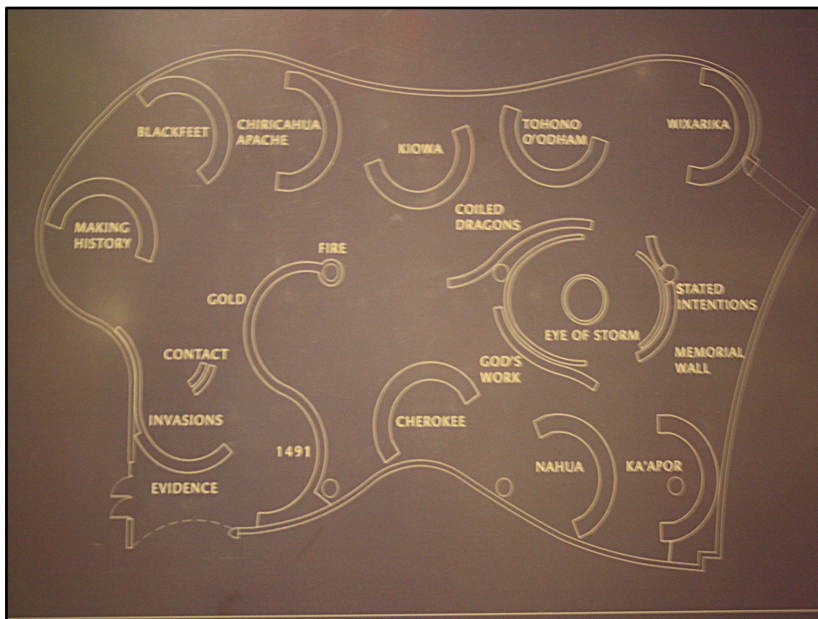 BLACKFEET
CHIRICAHUA
APACHE
KIOWA
TOHONO
O'ODHAM
WIXARIKA
MAKING
HISTORY
COILED
DRAGONS
FIRE
GOLD
STATED
INTENTIONS
EYE OF STORM
CONTACT
GOD'S
WORK
MEMORIAL
WALL
INVASIONS
CHEROKEE
1491
EVIDENCE
NAHUA
KA'APOR